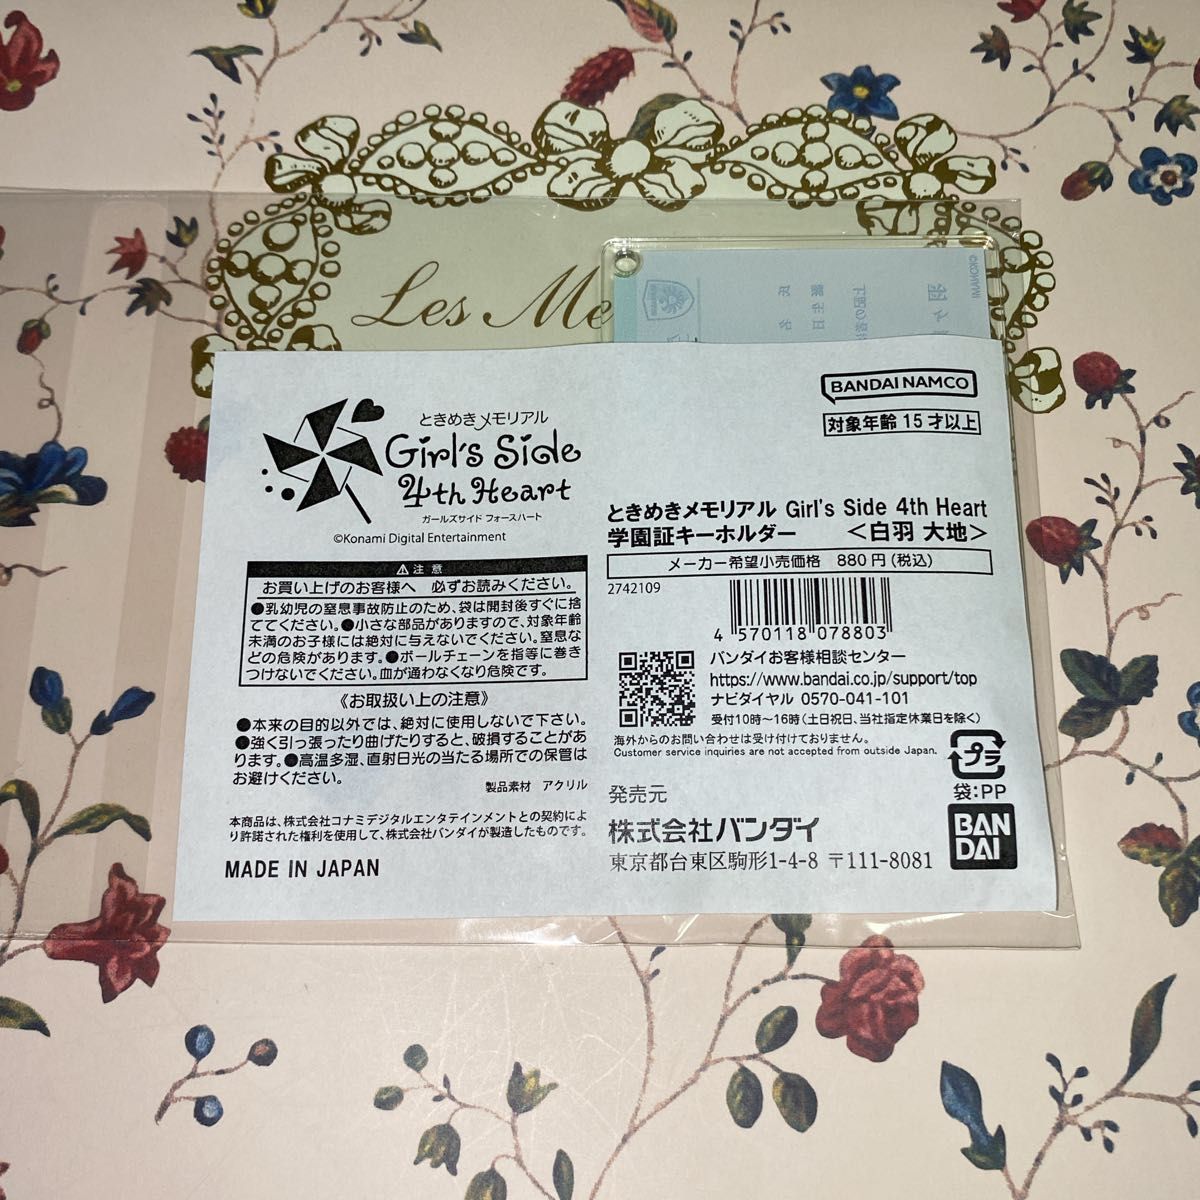 Les Me
©KONAMI
ときめきメモリアル
Girl's Side
4th Heart
ガールズサイド フォースハート
©Konami Digital Entertainment
⚠注意
お買い上げのお客様へ 必ずお読みください。
●乳幼児の窒息事故防止のため、袋は開封後すぐに捨
ててください。●小さな部品がありますので、対象年齢
未満のお子様には絶対に与えないでください。窒息な
どの危険があります。●ボールチェーンを指等に巻き
つけないでください。血が通わなくなり危険です。
《お取扱い上の注意》
●本来の目的以外では、絶対に使用しないで下さい。
●強く引っ張ったり曲げたりすると、破損することがあ
ります。●高温多湿、直射日光の当たる場所での保管は
お避けください。
製品素材 アクリル
本商品は、株式会社コナミデジタルエンタテインメントとの契約によ
り許諾された権利を使用して、株式会社バンダイが製造したものです。
MADE IN JAPAN
BANDAI NAMCO
対象年齢 15才以上
ときめきメモリアル Girl's Side 4th Heart
学園証キーホルダー <白羽 大地>
メーカー希望小売価格 880円(税込)
2742109
4 570118 078803
バンダイお客様相談センター
https://www.bandai.co.jp/support/top
ナビダイヤル 0570-041-101
受付10時～16時(土日祝日、当社指定休業日を除く)
海外からのお問い合わせは受け付けておりません。
Customer service inquiries are not accepted from outside Japan.
プラ
袋:PP
発売元
株式会社バンダイ
東京都台東区駒形1-4-8 〒111-8081
BAN
DAI